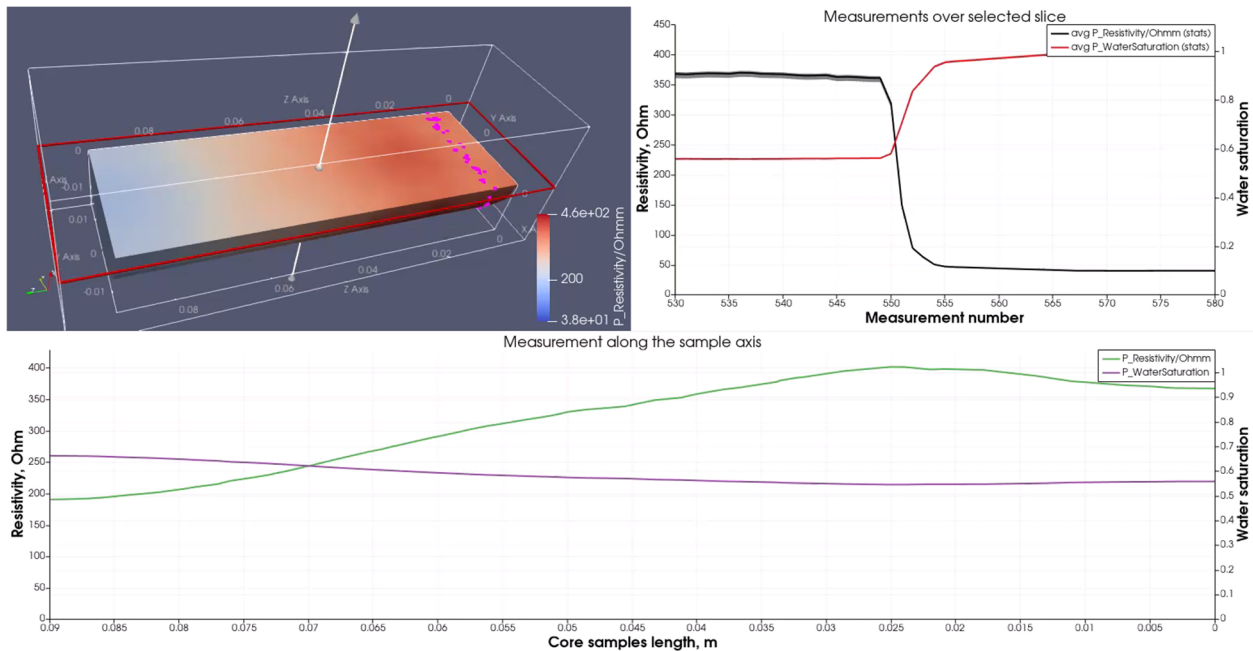 Z Axis
0.02
0
0.04
0.06
0.08
Y Axis
0
0
Axis
-0.01
0.01
0
Axis
-0.01
0
X A
0
0.02
0.04
0.06
Z Axis
0.08
4.6e+02
200
3.8e+01
P_Resistivity/Ohmm
Measurements over selected slice
avg P_Resistivity/Ohmm (stats)
avg P_WaterSaturation (stats)
450
400
350
300
250
200
150
100
50
0
Resistivity, Ohm
1
0.8
0.6
0.4
0.2
0
Water saturation
530 535 540 545 550 555 560 565 570 575 580
Measurement number
Measurement along the sample axis
P_Resistivity/Ohmm
P_WaterSaturation
400
350
300
250
200
150
100
50
0
Resistivity, Ohm
1
0.9
0.8
0.7
0.6
0.5
0.4
0.3
0.2
0.1
0
Water saturation
0.09 0.085 0.08 0.075 0.07 0.065 0.06 0.055 0.05 0.045 0.04 0.035 0.03 0.025 0.02 0.015 0.01 0.005 0
Core samples length, m